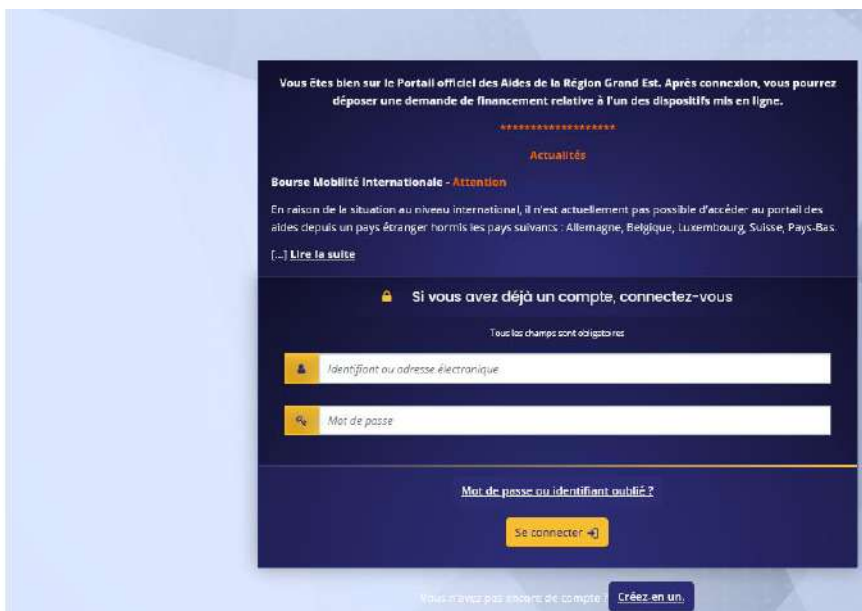 Vous êtes bien sur le Portail officiel des Aides de la Région Grand Est. Après connexion, vous pourrez
déposer une demande de financement relative à l'un des dispositifs mis en ligne.
*******************
Actualités
Bourse Mobilité Internationale - Attention
En raison de la situation au niveau international, il n'est actuellement pas possible d'accéder au portail des
aides depuis un pays étranger hormis les pays suivants : Allemagne, Belgique, Luxembourg, Suisse, Pays-Bas.
[...] Lire la suite
Si vous avez déjà un compte, connectez-vous
Tous les champs sont obligatoires
Identifiant ou adresse électronique
Mot de passe
Mot de passe ou identifiant oublié ?
Se connecter
Vous n'avez pas encore de compte ? Créez-en un.